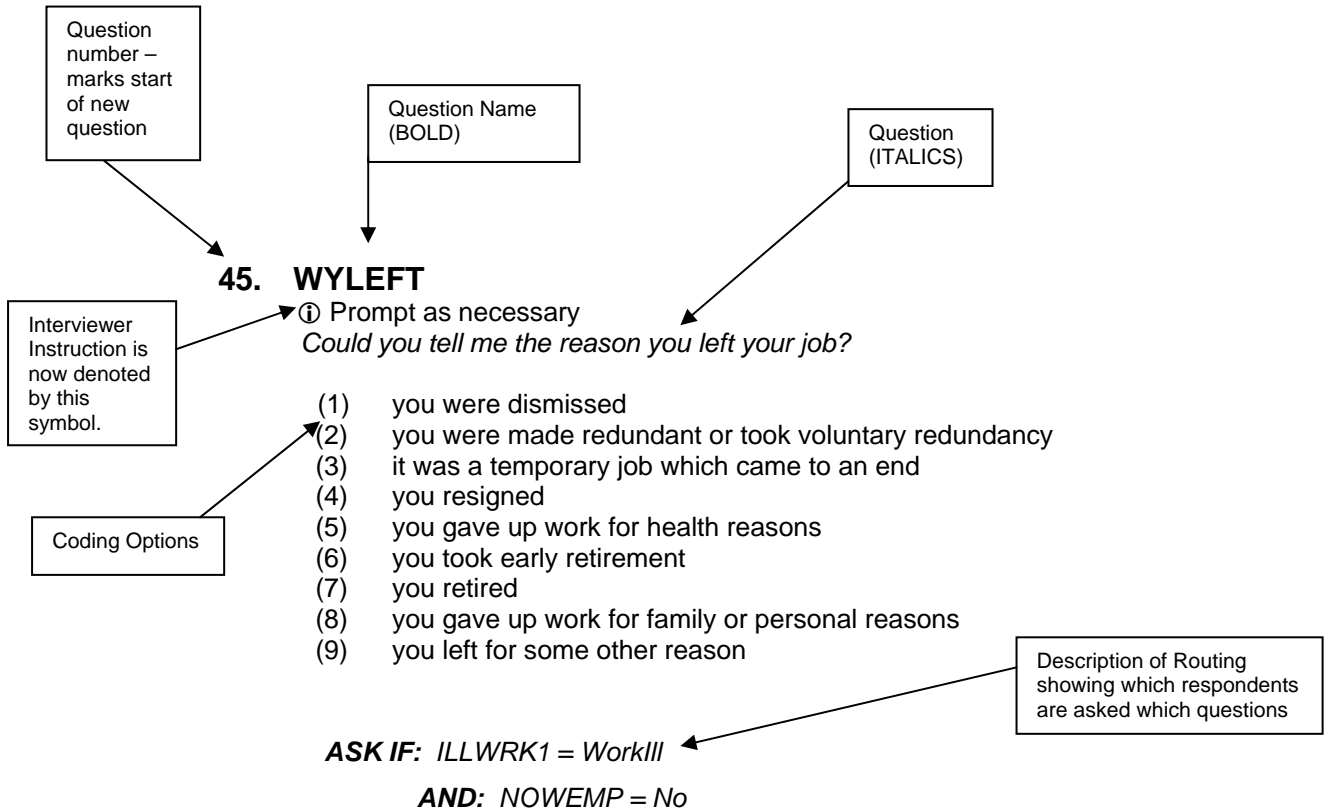 Question
number –
marks start
of new
question
Question Name
(BOLD)
Question
(ITALICS)
45. WYLEFT
Interviewer
Instruction is
now denoted
by this
symbol.
ⓘ Prompt as necessary
Could you tell me the reason you left your job?
(1) you were dismissed
(2) you were made redundant or took voluntary redundancy
(3) it was a temporary job which came to an end
(4) you resigned
(5) you gave up work for health reasons
(6) you took early retirement
(7) you retired
(8) you gave up work for family or personal reasons
(9) you left for some other reason
Coding Options
Description of Routing
showing which respondents
are asked which questions
ASK IF: ILLWRK1 = WorkIll
AND: NOWEMP = No